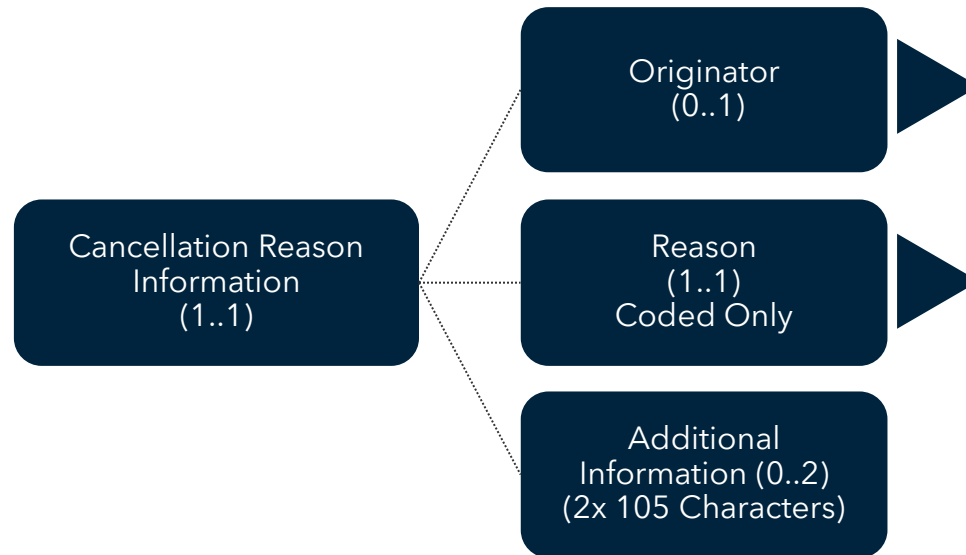 Originator
(0..1)
Cancellation Reason
Information
(1..1)
Reason
(1..1)
Coded Only
Additional
Information (0..2)
(2x 105 Characters)